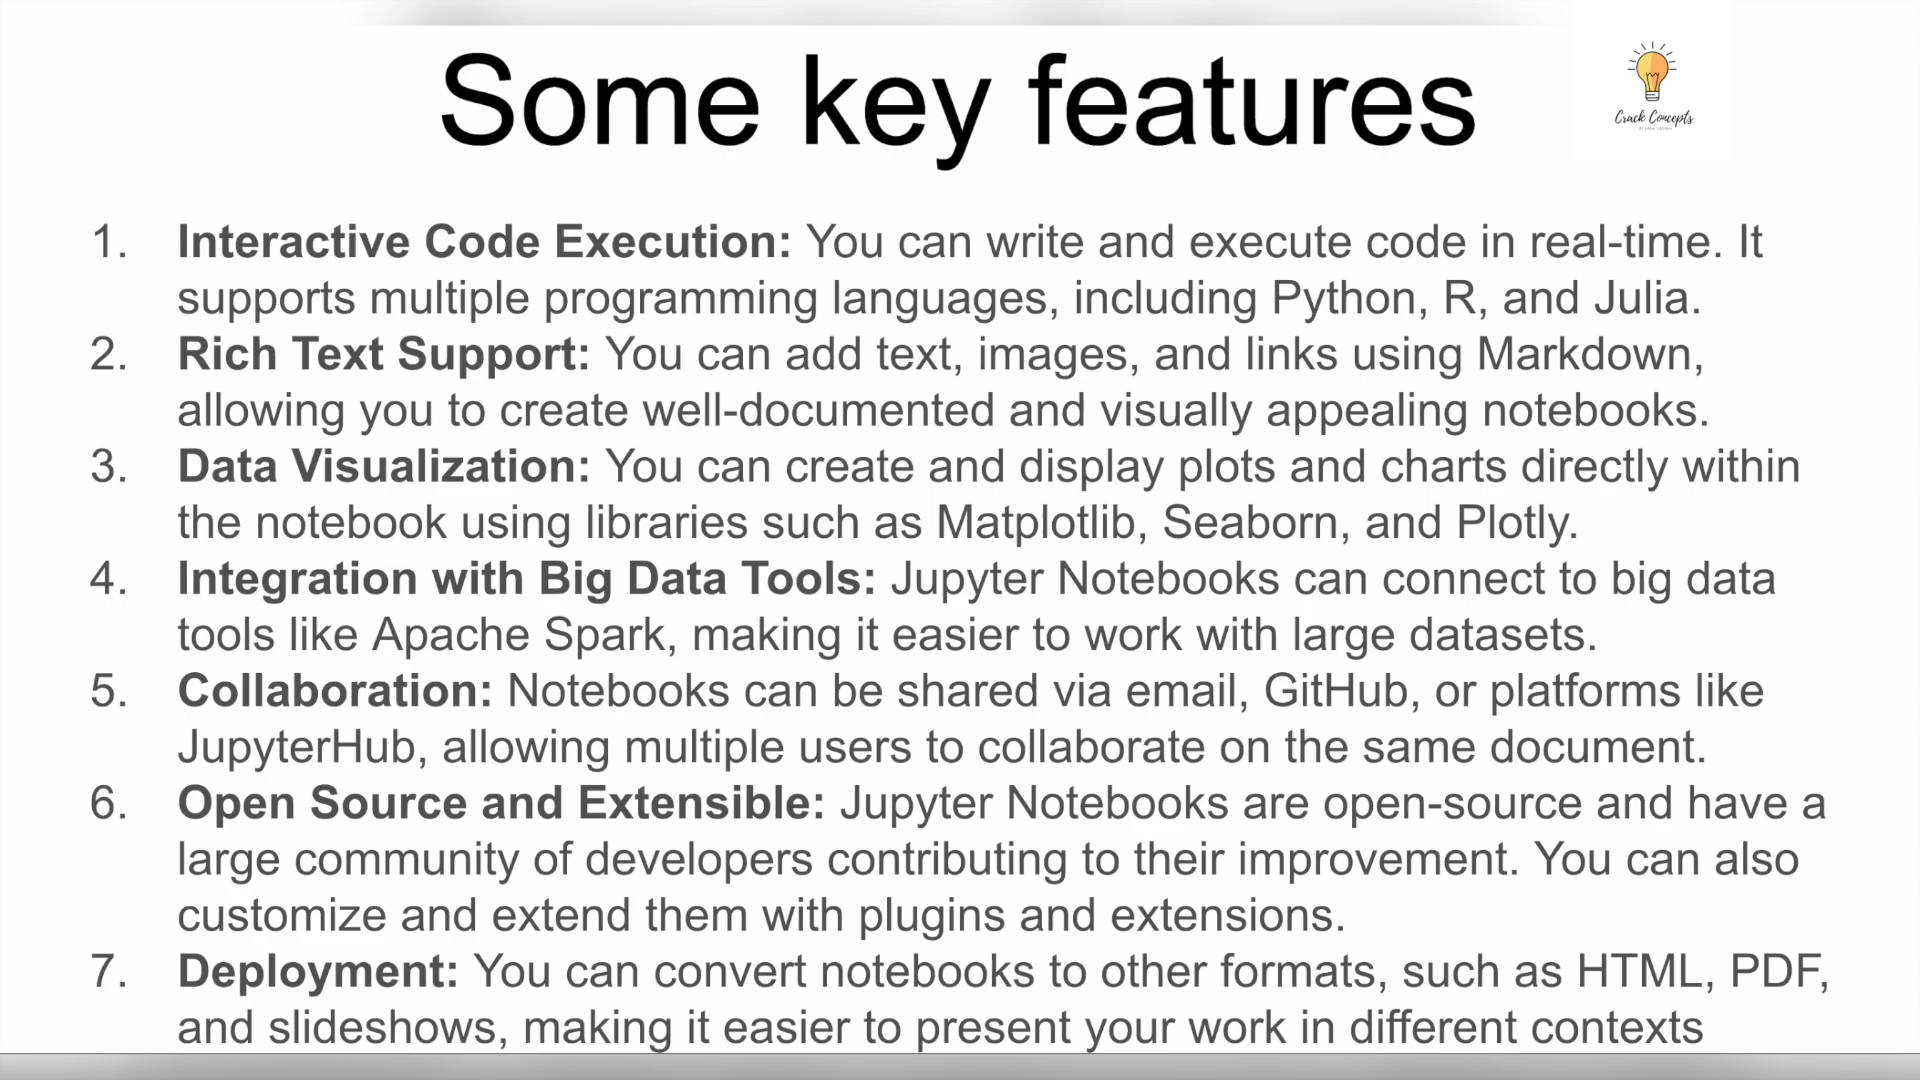 Some key features
Crack Concepts
1. Interactive Code Execution: You can write and execute code in real-time. It
supports multiple programming languages, including Python, R, and Julia.
2. Rich Text Support: You can add text, images, and links using Markdown,
allowing you to create well-documented and visually appealing notebooks.
3. Data Visualization: You can create and display plots and charts directly within
the notebook using libraries such as Matplotlib, Seaborn, and Plotly.
4. Integration with Big Data Tools: Jupyter Notebooks can connect to big data
tools like Apache Spark, making it easier to work with large datasets.
5. Collaboration: Notebooks can be shared via email, GitHub, or platforms like
JupyterHub, allowing multiple users to collaborate on the same document.
6. Open Source and Extensible: Jupyter Notebooks are open-source and have a
large community of developers contributing to their improvement. You can also
customize and extend them with plugins and extensions.
7. Deployment: You can convert notebooks to other formats, such as HTML, PDF,
and slideshows, making it easier to present your work in different contexts